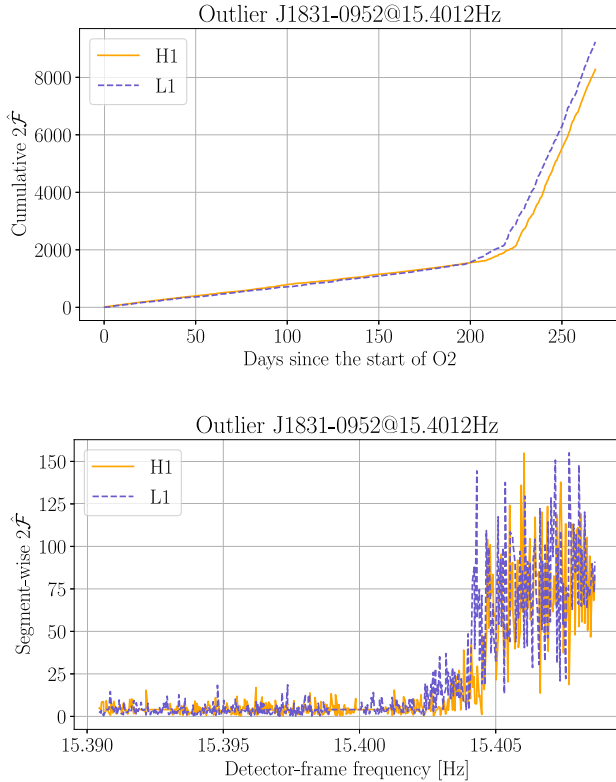 Outlier J1831-0952@15.4012Hz
H1
L1
8000
6000
4000
2000
0
Cumulative 2𝓕̂
0 50 100 150 200 250
Days since the start of O2
Outlier J1831-0952@15.4012Hz
H1
L1
150
125
100
75
50
25
0
Segment-wise 2𝓕̂
15.390 15.395 15.400 15.405
Detector-frame frequency [Hz]